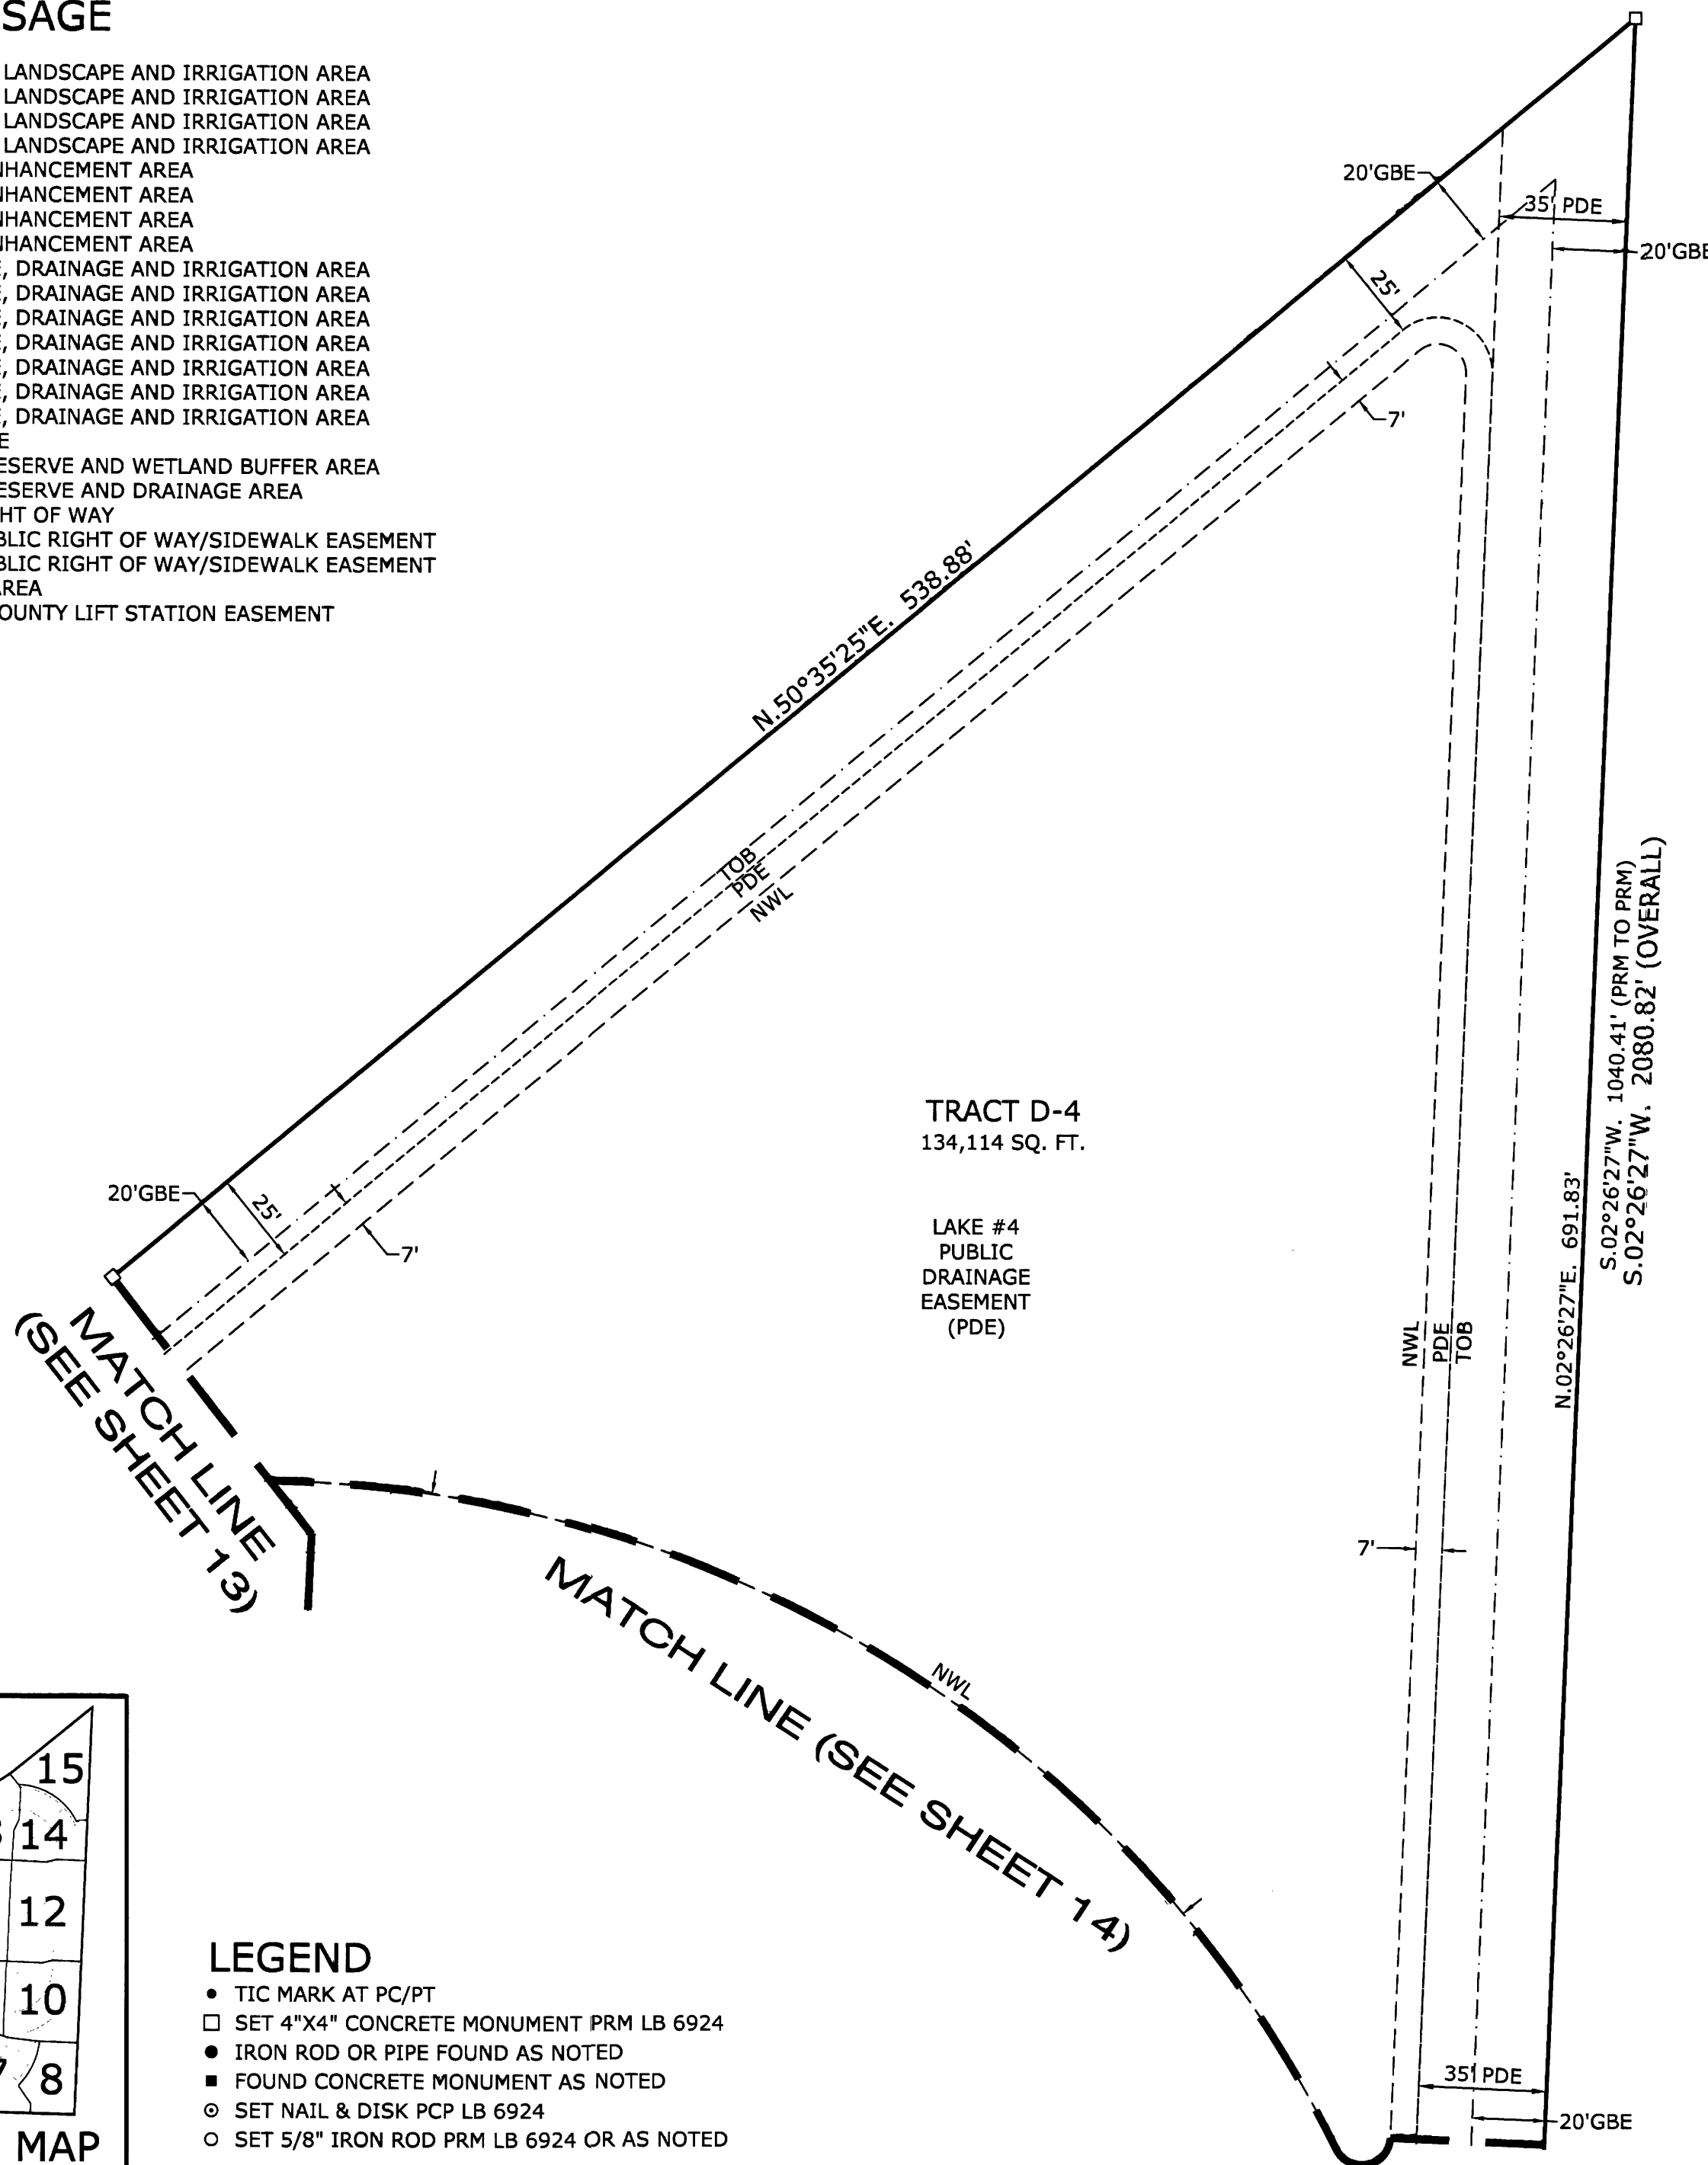 SAGE
LANDSCAPE AND IRRIGATION AREA
LANDSCAPE AND IRRIGATION AREA
LANDSCAPE AND IRRIGATION AREA
LANDSCAPE AND IRRIGATION AREA
NHANCEMENT AREA
NHANCEMENT AREA
NHANCEMENT AREA
NHANCEMENT AREA
E, DRAINAGE AND IRRIGATION AREA
E, DRAINAGE AND IRRIGATION AREA
E, DRAINAGE AND IRRIGATION AREA
E, DRAINAGE AND IRRIGATION AREA
E, DRAINAGE AND IRRIGATION AREA
E, DRAINAGE AND IRRIGATION AREA
E, DRAINAGE AND IRRIGATION AREA
E
ESERVE AND WETLAND BUFFER AREA
ESERVE AND DRAINAGE AREA
HT OF WAY
BLIC RIGHT OF WAY/SIDEWALK EASEMENT
BLIC RIGHT OF WAY/SIDEWALK EASEMENT
AREA
OUNTY LIFT STATION EASEMENT
20'GBE
35' PDE
20'GBE
25'
7'
N.50°35'25"E. 538.88'
TOB
PDE
NWL
TRACT D-4
134,114 SQ. FT.
LAKE #4
PUBLIC
DRAINAGE
EASEMENT
(PDE)
20'GBE
25'
7'
NWL
PDE
TOB
N.02°26'27"E. 691.83'
S.02°26'27"W. 1040.41' (PRM TO PRM)
S.02°26'27"W. 2080.82' (OVERALL)
MATCH LINE
(SEE SHEET 13)
7'
NWL
MATCH LINE (SEE SHEET 14)
35' PDE
20'GBE
15
14
12
10
7
8
MAP
LEGEND
TIC MARK AT PC/PT
SET 4"X4" CONCRETE MONUMENT PRM LB 6924
IRON ROD OR PIPE FOUND AS NOTED
FOUND CONCRETE MONUMENT AS NOTED
SET NAIL & DISK PCP LB 6924
SET 5/8" IRON ROD PRM LB 6924 OR AS NOTED